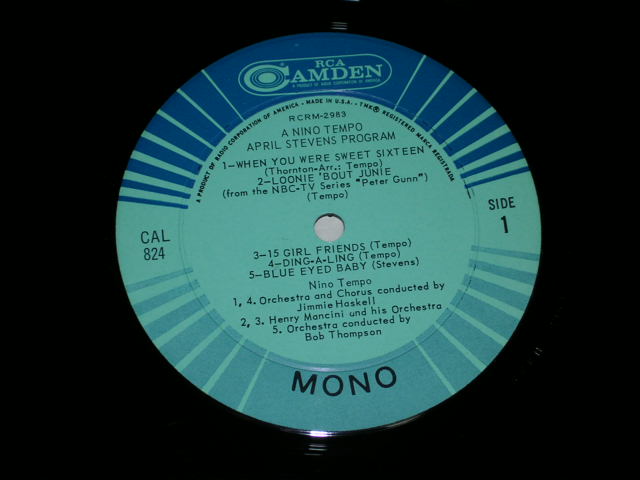 RCA
CAMDEN
A PRODUCT OF RADIO CORPORATION OF AMERICA
A PRODUCT OF RADIO CORPORATION OF AMERICA • MADE IN U.S.A. • TMK® REGISTERED MARCA REGISTRADA
RCRM-2983
A NINO TEMPO
APRIL STEVENS PROGRAM
1-WHEN YOU WERE SWEET SIXTEEN
(Thornton-Arr.: Tempo)
2-LOONIE 'BOUT JUNIE
(from the NBC-TV Series "Peter Gunn")
(Tempo)
SIDE
1
CAL
824
3-15 GIRL FRIENDS (Tempo)
4-DING-A-LING (Tempo)
5-BLUE EYED BABY (Stevens)
Nino Tempo
1, 4. Orchestra and Chorus conducted by
Jimmie Haskell
2, 3. Henry Mancini und his Orchestra
5. Orchestra conducted by
Bob Thompson
MONO